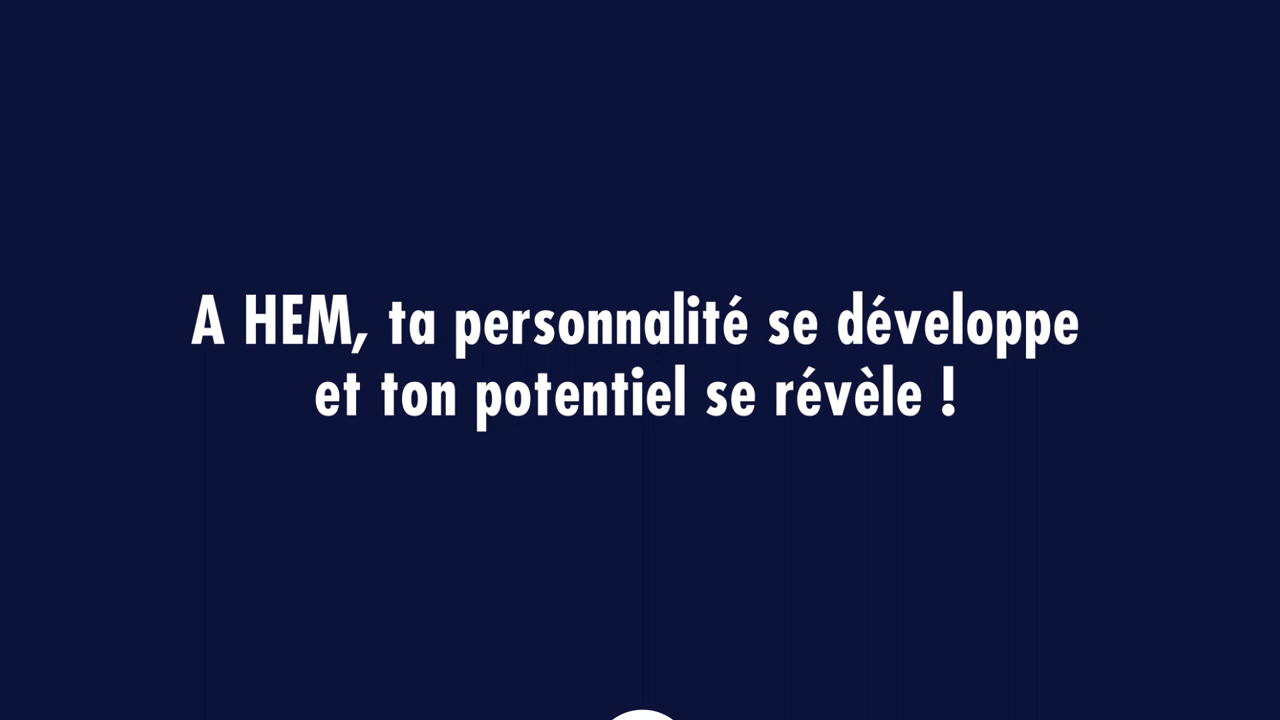 A HEM, ta personnalité se développe
et ton potentiel se révèle !